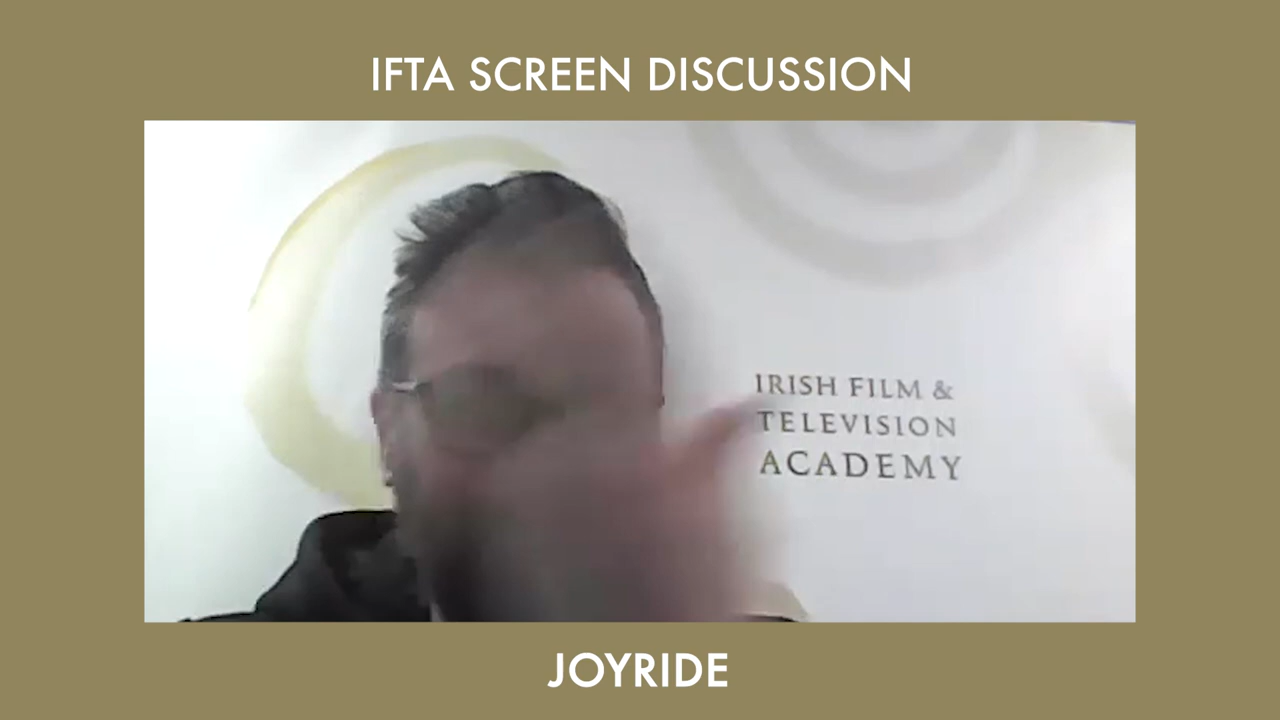 IFTA SCREEN DISCUSSION
IRISH FILM &
TELEVISION
ACADEMY
JOYRIDE